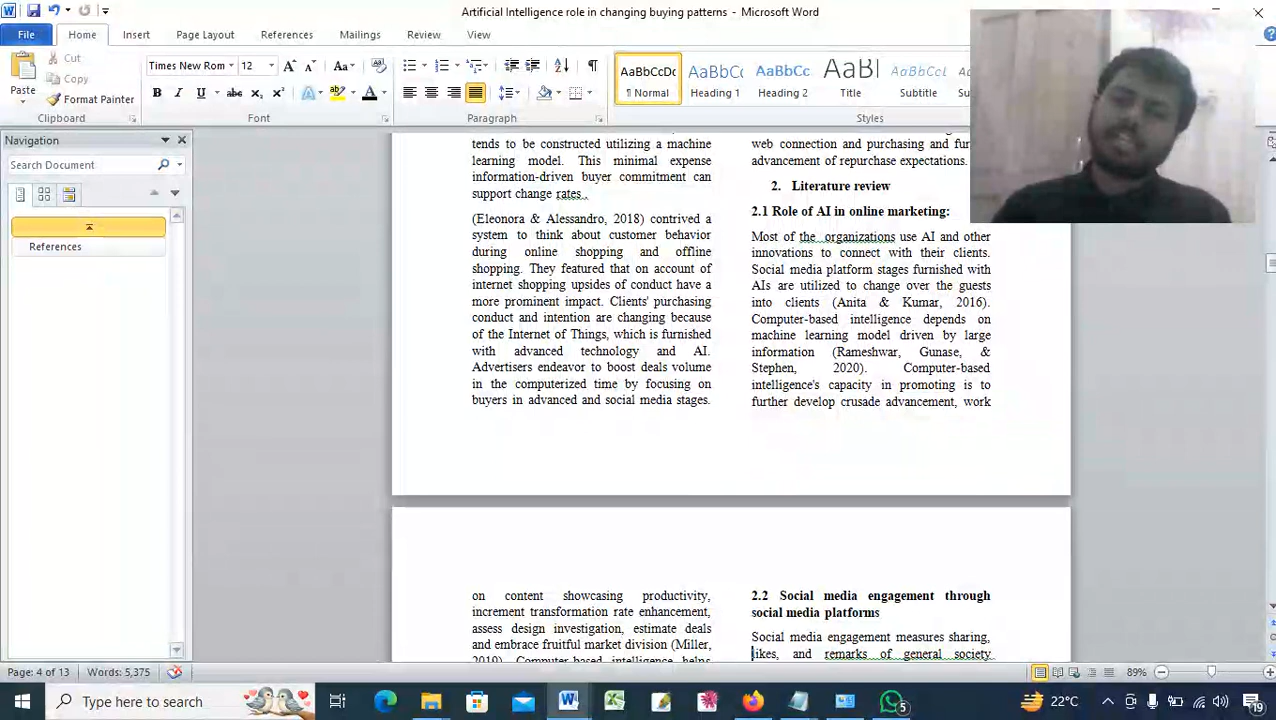 Artificial Intelligence role in changing buying patterns - Microsoft Word
File Home Insert Page Layout References Mailings Review View
Paste
Cut
Copy
Format Painter
Clipboard
Times New Rom 12
Font
Paragraph
AaBbCcDc AaBbCc AaBbCc AaBl AaBbCcL
¶ Normal Heading 1 Heading 2 Title Subtitle
Styles
Navigation
Search Document
References
tends to be constructed utilizing a machine
learning model. This minimal expense
information-driven buyer commitment can
support change rates..
(Eleonora & Alessandro, 2018) contrived a
system to think about customer behavior
during online shopping and offline
shopping. They featured that on account of
internet shopping upsides of conduct have a
more prominent impact. Clients' purchasing
conduct and intention are changing because
of the Internet of Things, which is furnished
with advanced technology and AI.
Advertisers endeavor to boost deals volume
in the computerized time by focusing on
buyers in advanced and social media stages.
web connection and purchasing and fur
advancement of repurchase expectations.
2. Literature review
2.1 Role of AI in online marketing:
Most of the organizations use AI and other
innovations to connect with their clients.
Social media platform stages furnished with
AIs are utilized to change over the guests
into clients (Anita & Kumar, 2016).
Computer-based intelligence depends on
machine learning model driven by large
information (Rameshwar, Gunase, &
Stephen, 2020). Computer-based
intelligence's capacity in promoting is to
further develop crusade advancement, work
on content showcasing productivity,
increment transformation rate enhancement,
assess design investigation, estimate deals
and embrace fruitful market division (Miller,
2019). Computer-based intelligence helps
2.2 Social media engagement through
social media platforms
Social media engagement measures sharing,
likes, and remarks of general society
Page: 4 of 13 Words: 5,375 89%
Type here to search
5
22°C
19